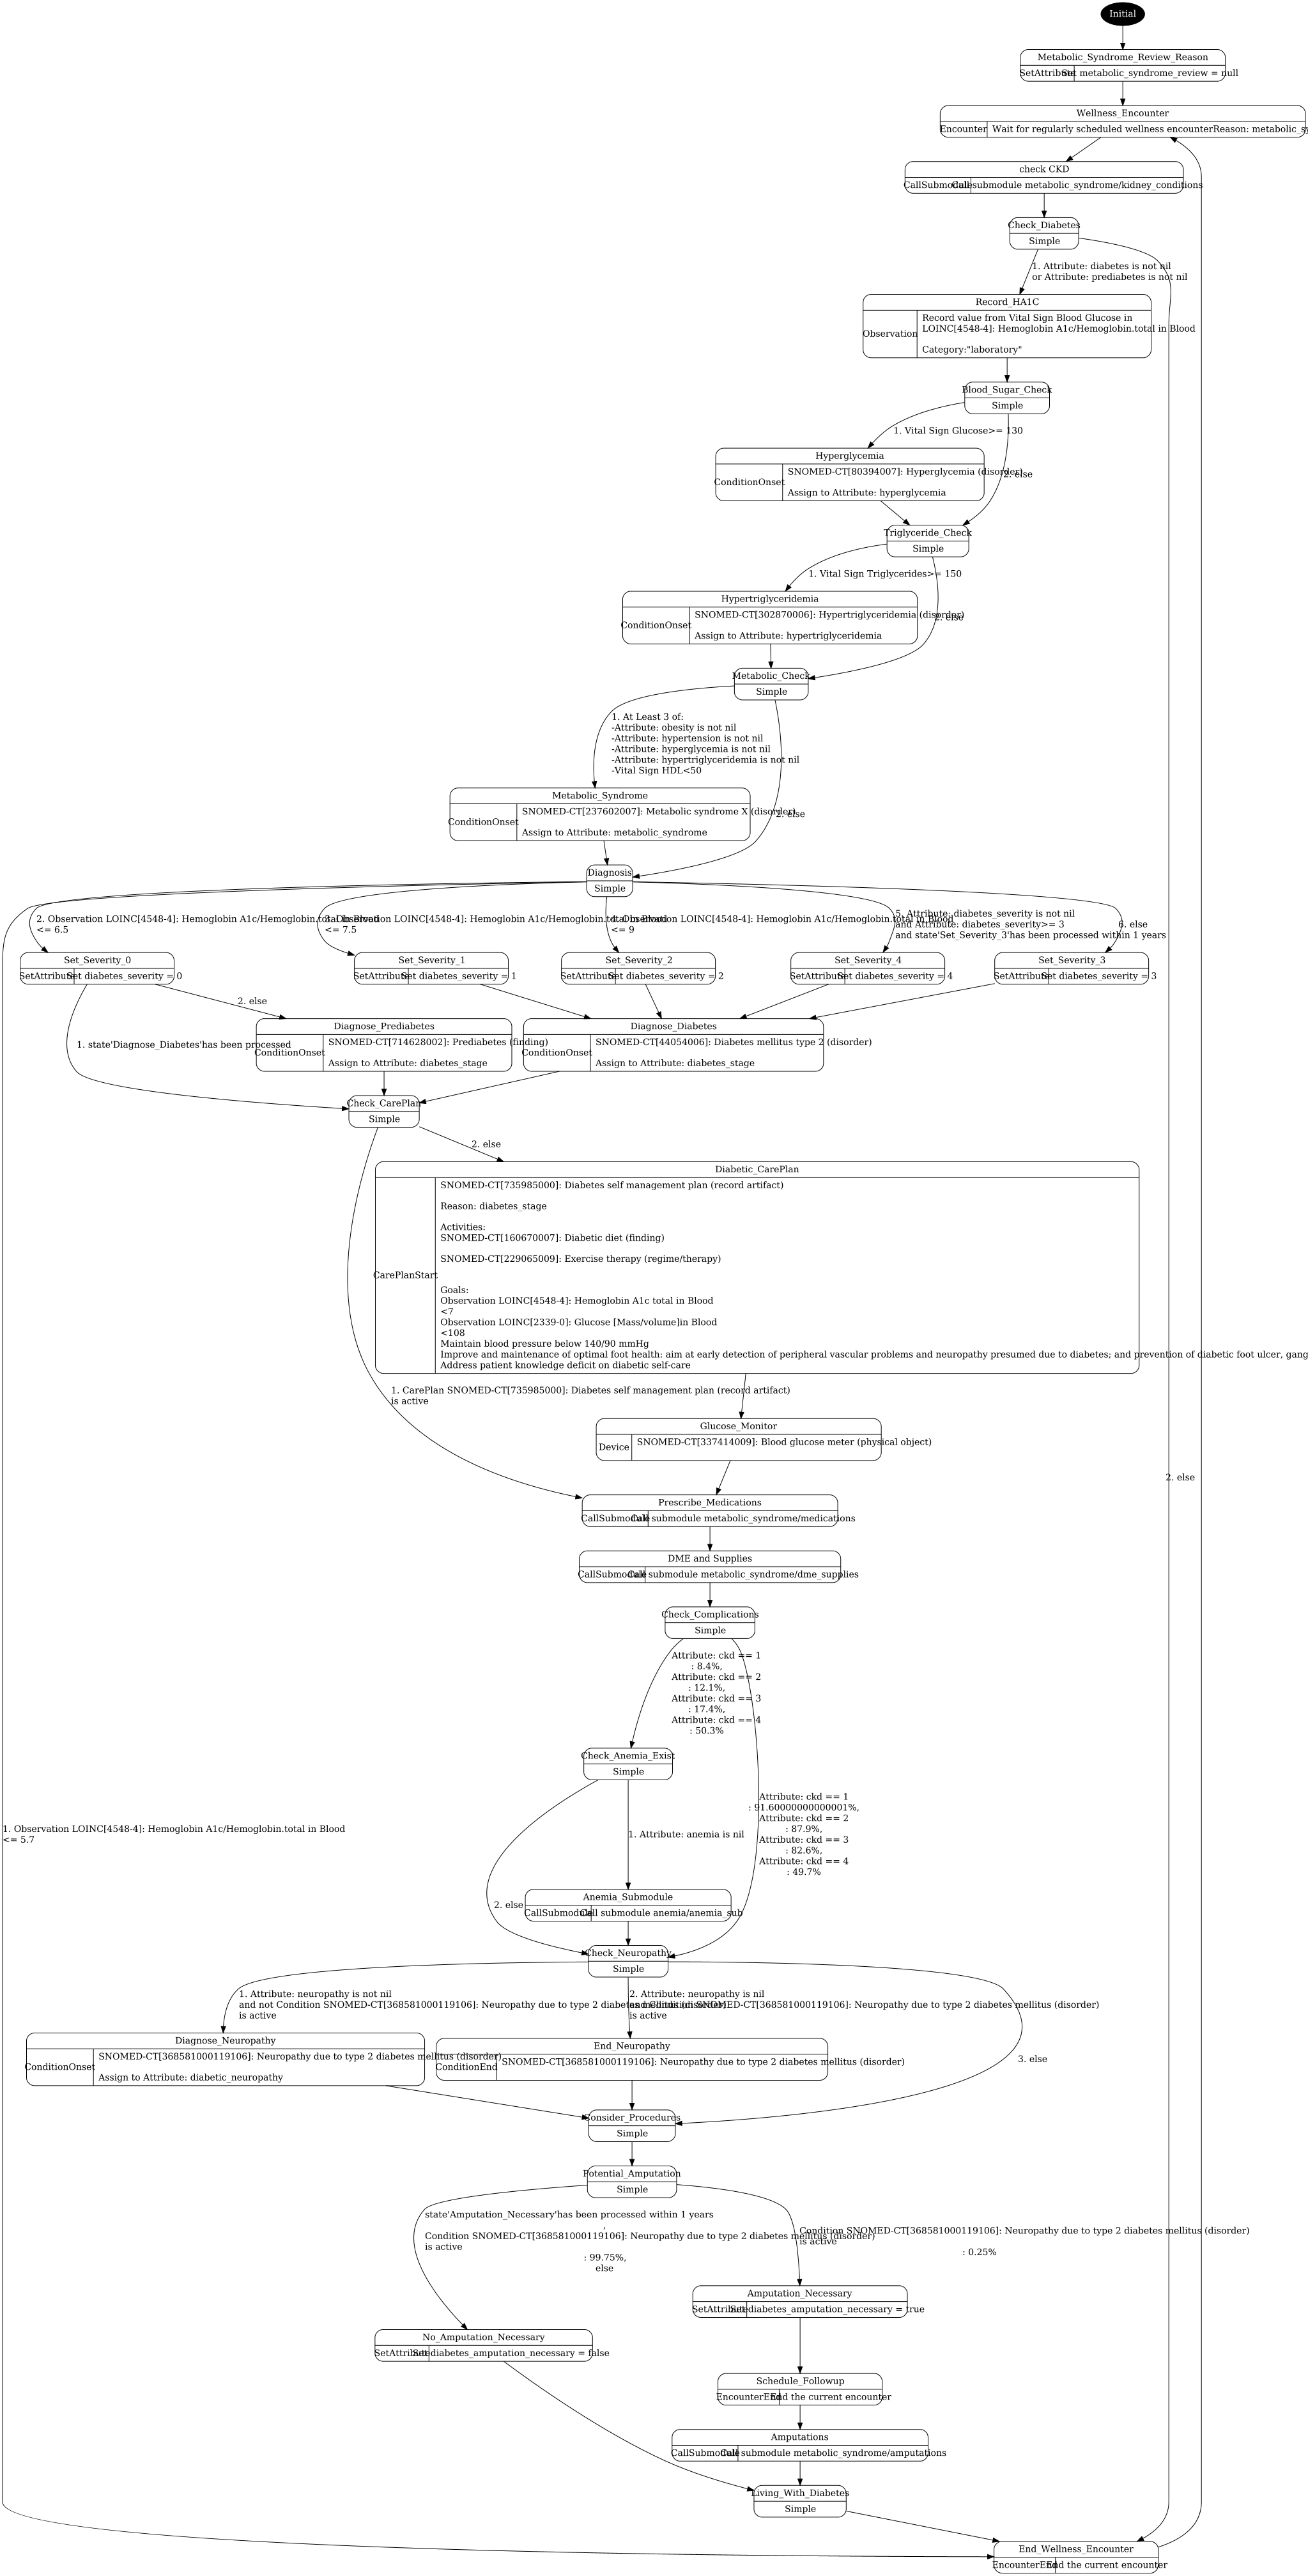 Initial
Metabolic_Syndrome_Review_Reason
SetAttribute
Set metabolic_syndrome_review = null
Wellness_Encounter
Encounter
Wait for regularly scheduled wellness encounterReason: metabolic_sy
check CKD
CallSubmodule
Call submodule metabolic_syndrome/kidney_conditions
Check_Diabetes
Simple
1. Attribute: diabetes is not nil
or Attribute: prediabetes is not nil
Record_HA1C
Observation
Record value from Vital Sign Blood Glucose in
LOINC[4548-4]: Hemoglobin A1c/Hemoglobin.total in Blood
Category:"laboratory"
Blood_Sugar_Check
Simple
1. Vital Sign Glucose>= 130
Hyperglycemia
ConditionOnset
SNOMED-CT[80394007]: Hyperglycemia (disorder)
Assign to Attribute: hyperglycemia
2. else
Triglyceride_Check
Simple
1. Vital Sign Triglycerides>= 150
Hypertriglyceridemia
ConditionOnset
SNOMED-CT[302870006]: Hypertriglyceridemia (disorder)
Assign to Attribute: hypertriglyceridemia
2. else
Metabolic_Check
Simple
1. At Least 3 of:
-Attribute: obesity is not nil
-Attribute: hypertension is not nil
-Attribute: hyperglycemia is not nil
-Attribute: hypertriglyceridemia is not nil
-Vital Sign HDL<50
Metabolic_Syndrome
ConditionOnset
SNOMED-CT[237602007]: Metabolic syndrome X (disorder)
Assign to Attribute: metabolic_syndrome
2. else
Diagnosis
Simple
2. Observation LOINC[4548-4]: Hemoglobin A1c/Hemoglobin.total in Blood
<= 6.5
3. Observation LOINC[4548-4]: Hemoglobin A1c/Hemoglobin.total in Blood
<= 7.5
4. Observation LOINC[4548-4]: Hemoglobin A1c/Hemoglobin.total in Blood
<= 9
5. Attribute: diabetes_severity is not nil
and Attribute: diabetes_severity>= 3
and state'Set_Severity_3'has been processed within 1 years
6. else
Set_Severity_0
SetAttribute
Set diabetes_severity = 0
Set_Severity_1
SetAttribute
Set diabetes_severity = 1
Set_Severity_2
SetAttribute
Set diabetes_severity = 2
Set_Severity_4
SetAttribute
Set diabetes_severity = 4
Set_Severity_3
SetAttribute
Set diabetes_severity = 3
2. else
1. state'Diagnose_Diabetes'has been processed
Diagnose_Prediabetes
ConditionOnset
SNOMED-CT[714628002]: Prediabetes (finding)
Assign to Attribute: diabetes_stage
Diagnose_Diabetes
ConditionOnset
SNOMED-CT[44054006]: Diabetes mellitus type 2 (disorder)
Assign to Attribute: diabetes_stage
Check_CarePlan
Simple
2. else
Diabetic_CarePlan
CarePlanStart
SNOMED-CT[735985000]: Diabetes self management plan (record artifact)
Reason: diabetes_stage
Activities:
SNOMED-CT[160670007]: Diabetic diet (finding)
SNOMED-CT[229065009]: Exercise therapy (regime/therapy)
Goals:
Observation LOINC[4548-4]: Hemoglobin A1c total in Blood
<7
Observation LOINC[2339-0]: Glucose [Mass/volume]in Blood
<108
Maintain blood pressure below 140/90 mmHg
Improve and maintenance of optimal foot health: aim at early detection of peripheral vascular problems and neuropathy presumed due to diabetes; and prevention of diabetic foot ulcer, gang
Address patient knowledge deficit on diabetic self-care
1. CarePlan SNOMED-CT[735985000]: Diabetes self management plan (record artifact)
is active
Glucose_Monitor
Device
SNOMED-CT[337414009]: Blood glucose meter (physical object)
2. else
Prescribe_Medications
CallSubmodule
Call submodule metabolic_syndrome/medications
DME and Supplies
CallSubmodule
Call submodule metabolic_syndrome/dme_supplies
Check_Complications
Simple
Attribute: ckd == 1
: 8.4%,
Attribute: ckd == 2
: 12.1%,
Attribute: ckd == 3
: 17.4%,
Attribute: ckd == 4
: 50.3%
Check_Anemia_Exist
Simple
Attribute: ckd == 1
: 91.60000000000001%,
Attribute: ckd == 2
: 87.9%,
Attribute: ckd == 3
: 82.6%,
Attribute: ckd == 4
: 49.7%
1. Observation LOINC[4548-4]: Hemoglobin A1c/Hemoglobin.total in Blood
<= 5.7
1. Attribute: anemia is nil
Anemia_Submodule
CallSubmodule
Call submodule anemia/anemia_sub
2. else
Check_Neuropathy
Simple
1. Attribute: neuropathy is not nil
and not Condition SNOMED-CT[368581000119106]: Neuropathy due to type 2 diabetes mellitus (disorder)
is active
2. Attribute: neuropathy is nil
and Condition SNOMED-CT[368581000119106]: Neuropathy due to type 2 diabetes mellitus (disorder)
is active
Diagnose_Neuropathy
ConditionOnset
SNOMED-CT[368581000119106]: Neuropathy due to type 2 diabetes mellitus (disorder)
Assign to Attribute: diabetic_neuropathy
End_Neuropathy
ConditionEnd
SNOMED-CT[368581000119106]: Neuropathy due to type 2 diabetes mellitus (disorder)
3. else
Consider_Procedures
Simple
Potential_Amputation
Simple
state'Amputation_Necessary'has been processed within 1 years
,
Condition SNOMED-CT[368581000119106]: Neuropathy due to type 2 diabetes mellitus (disorder)
is active
: 99.75%,
else
Condition SNOMED-CT[368581000119106]: Neuropathy due to type 2 diabetes mellitus (disorder)
is active
: 0.25%
Amputation_Necessary
SetAttribute
Set diabetes_amputation_necessary = true
No_Amputation_Necessary
SetAttribute
Set diabetes_amputation_necessary = false
Schedule_Followup
EncounterEnd
End the current encounter
Amputations
CallSubmodule
Call submodule metabolic_syndrome/amputations
Living_With_Diabetes
Simple
End_Wellness_Encounter
EncounterEnd
End the current encounter